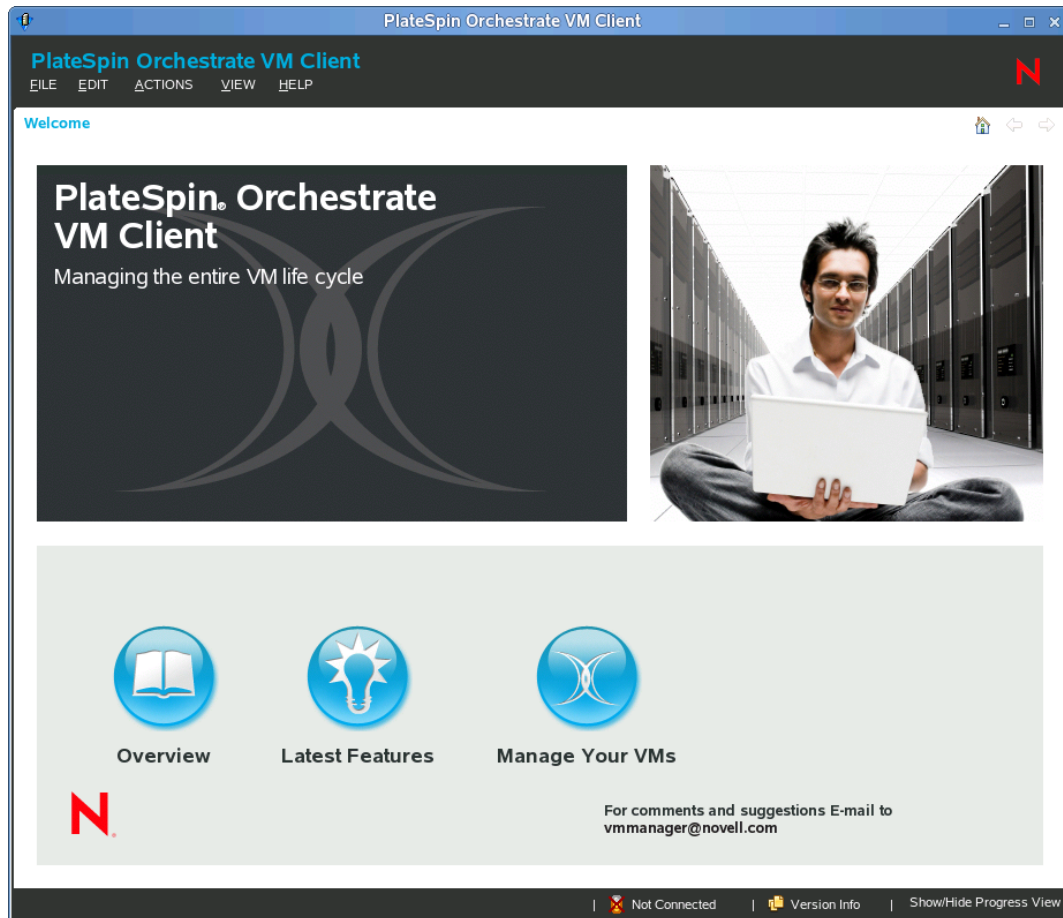 PlateSpin Orchestrate VM Client
PlateSpin Orchestrate VM Client
FILE EDIT ACTIONS VIEW HELP
N
Welcome
PlateSpin® Orchestrate
VM Client
Managing the entire VM life cycle
Overview
Latest Features
Manage Your VMs
N®
For comments and suggestions E-mail to
vmmanager@novell.com
| Not Connected | Version Info | Show/Hide Progress View